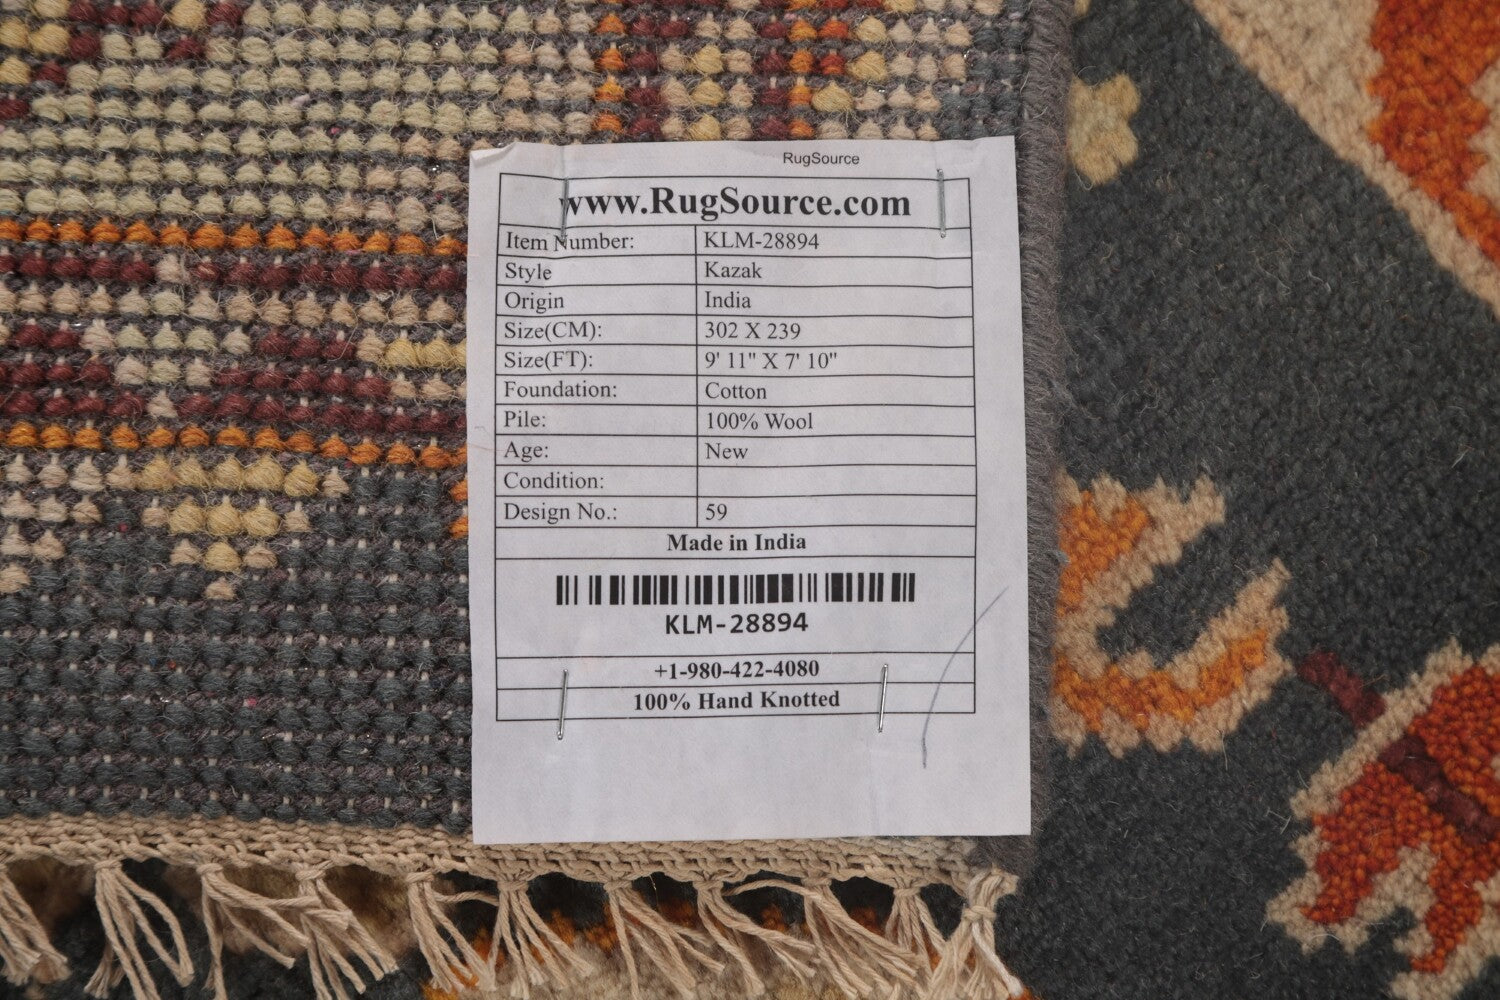 RugSource
www.RugSource.com
Item Number: KLM-28894
Style Kazak
Origin India
Size(CM): 302 X 239
Size(FT): 9' 11" X 7' 10"
Foundation: Cotton
Pile: 100% Wool
Age: New
Condition:
Design No.: 59
Made in India
KLM-28894
+1-980-422-4080
100% Hand Knotted